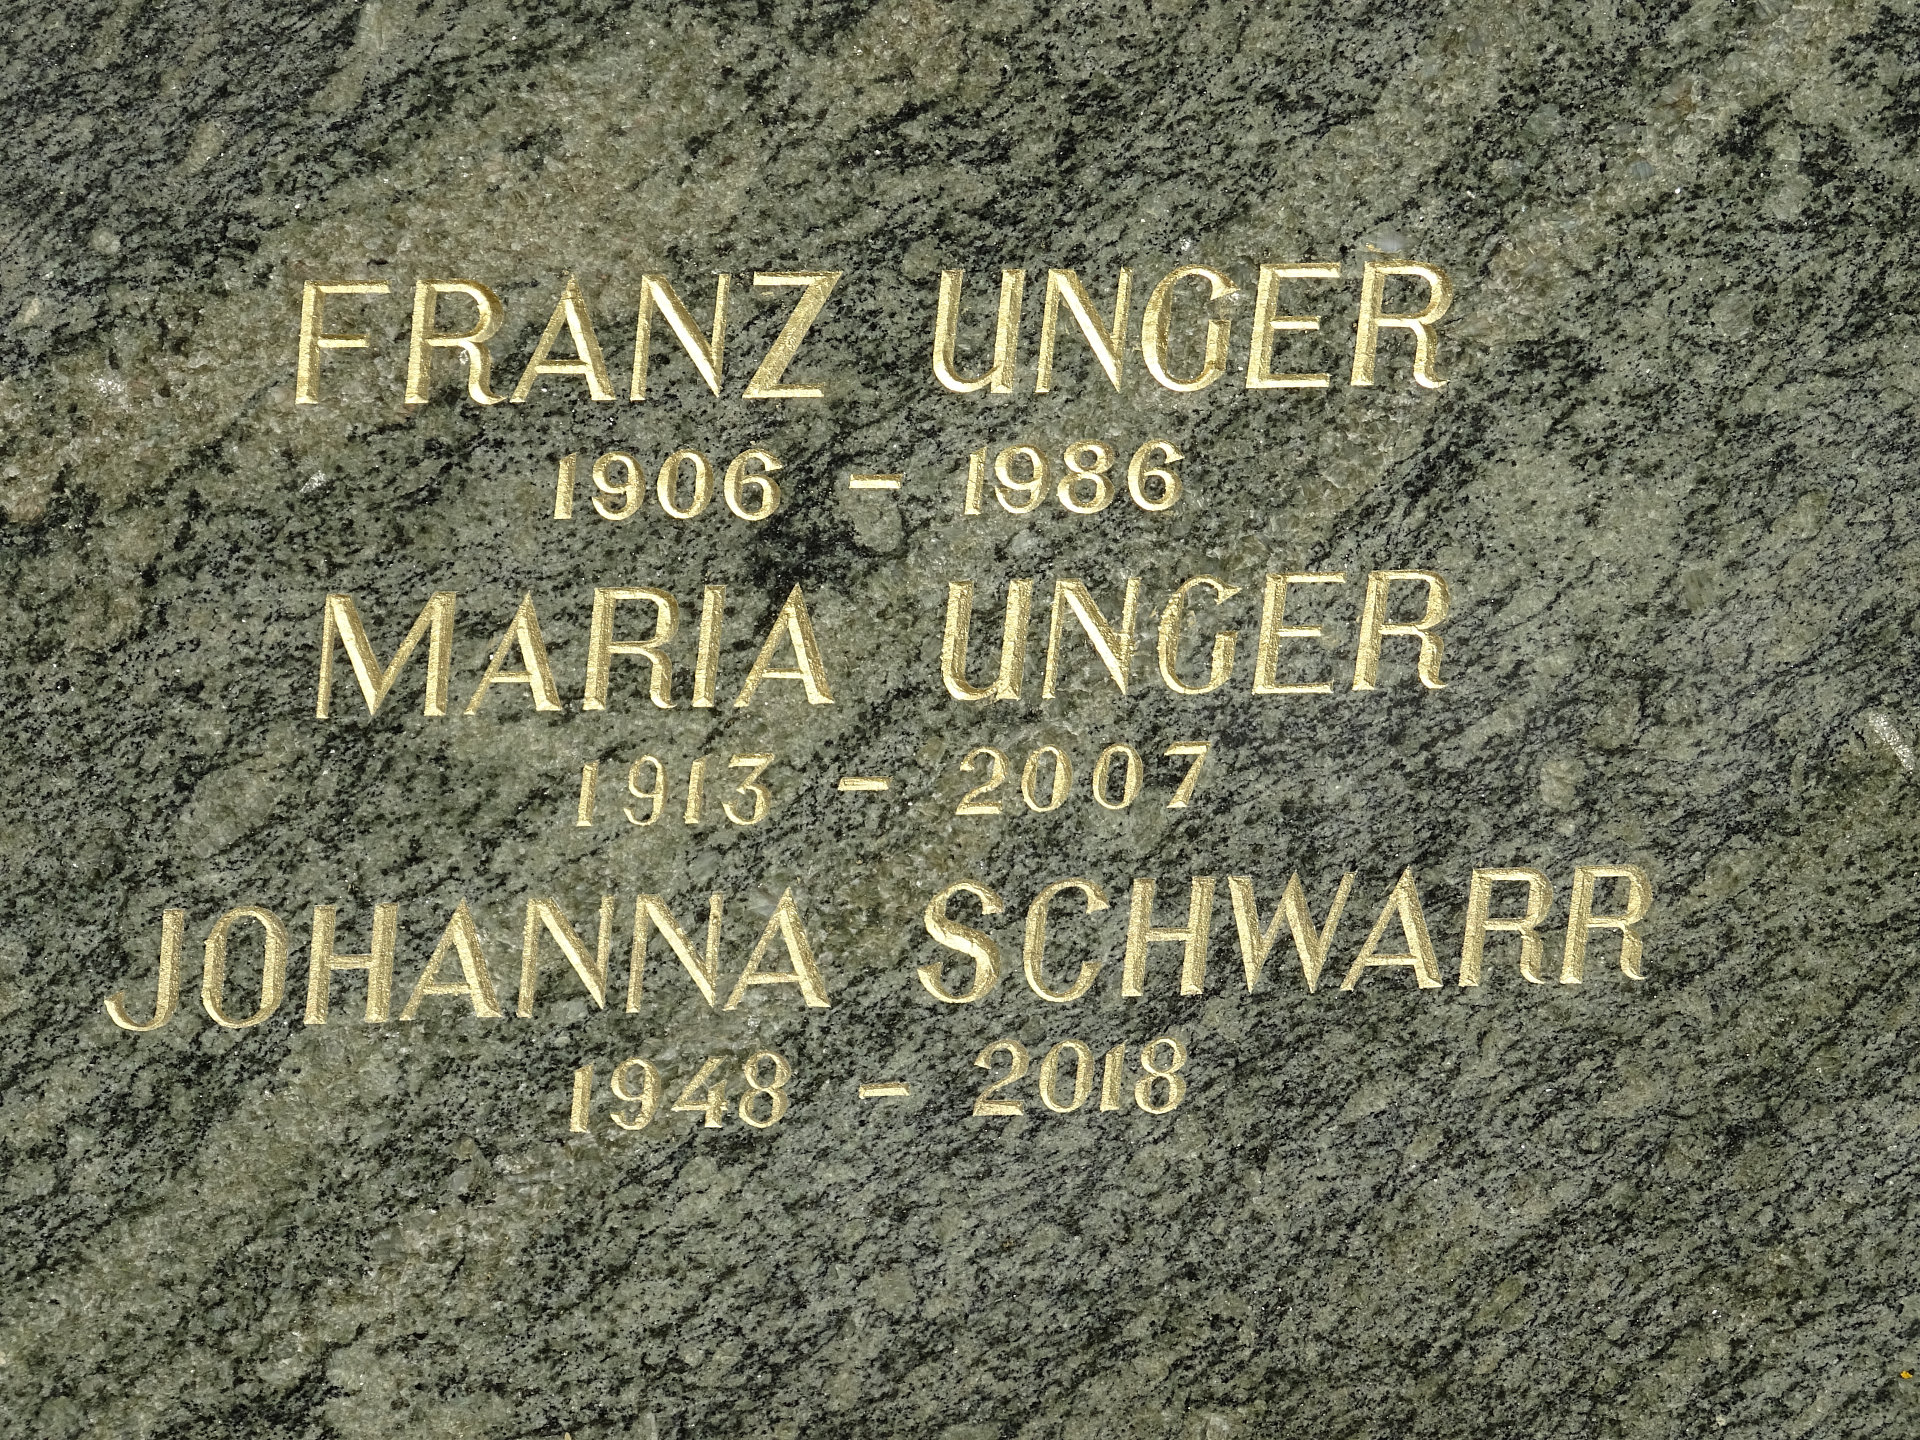 FRANZ UNGER
1906 - 1986
MARIA UNGER
1913 - 2007
JOHANNA SCHWARR
1948 - 2018